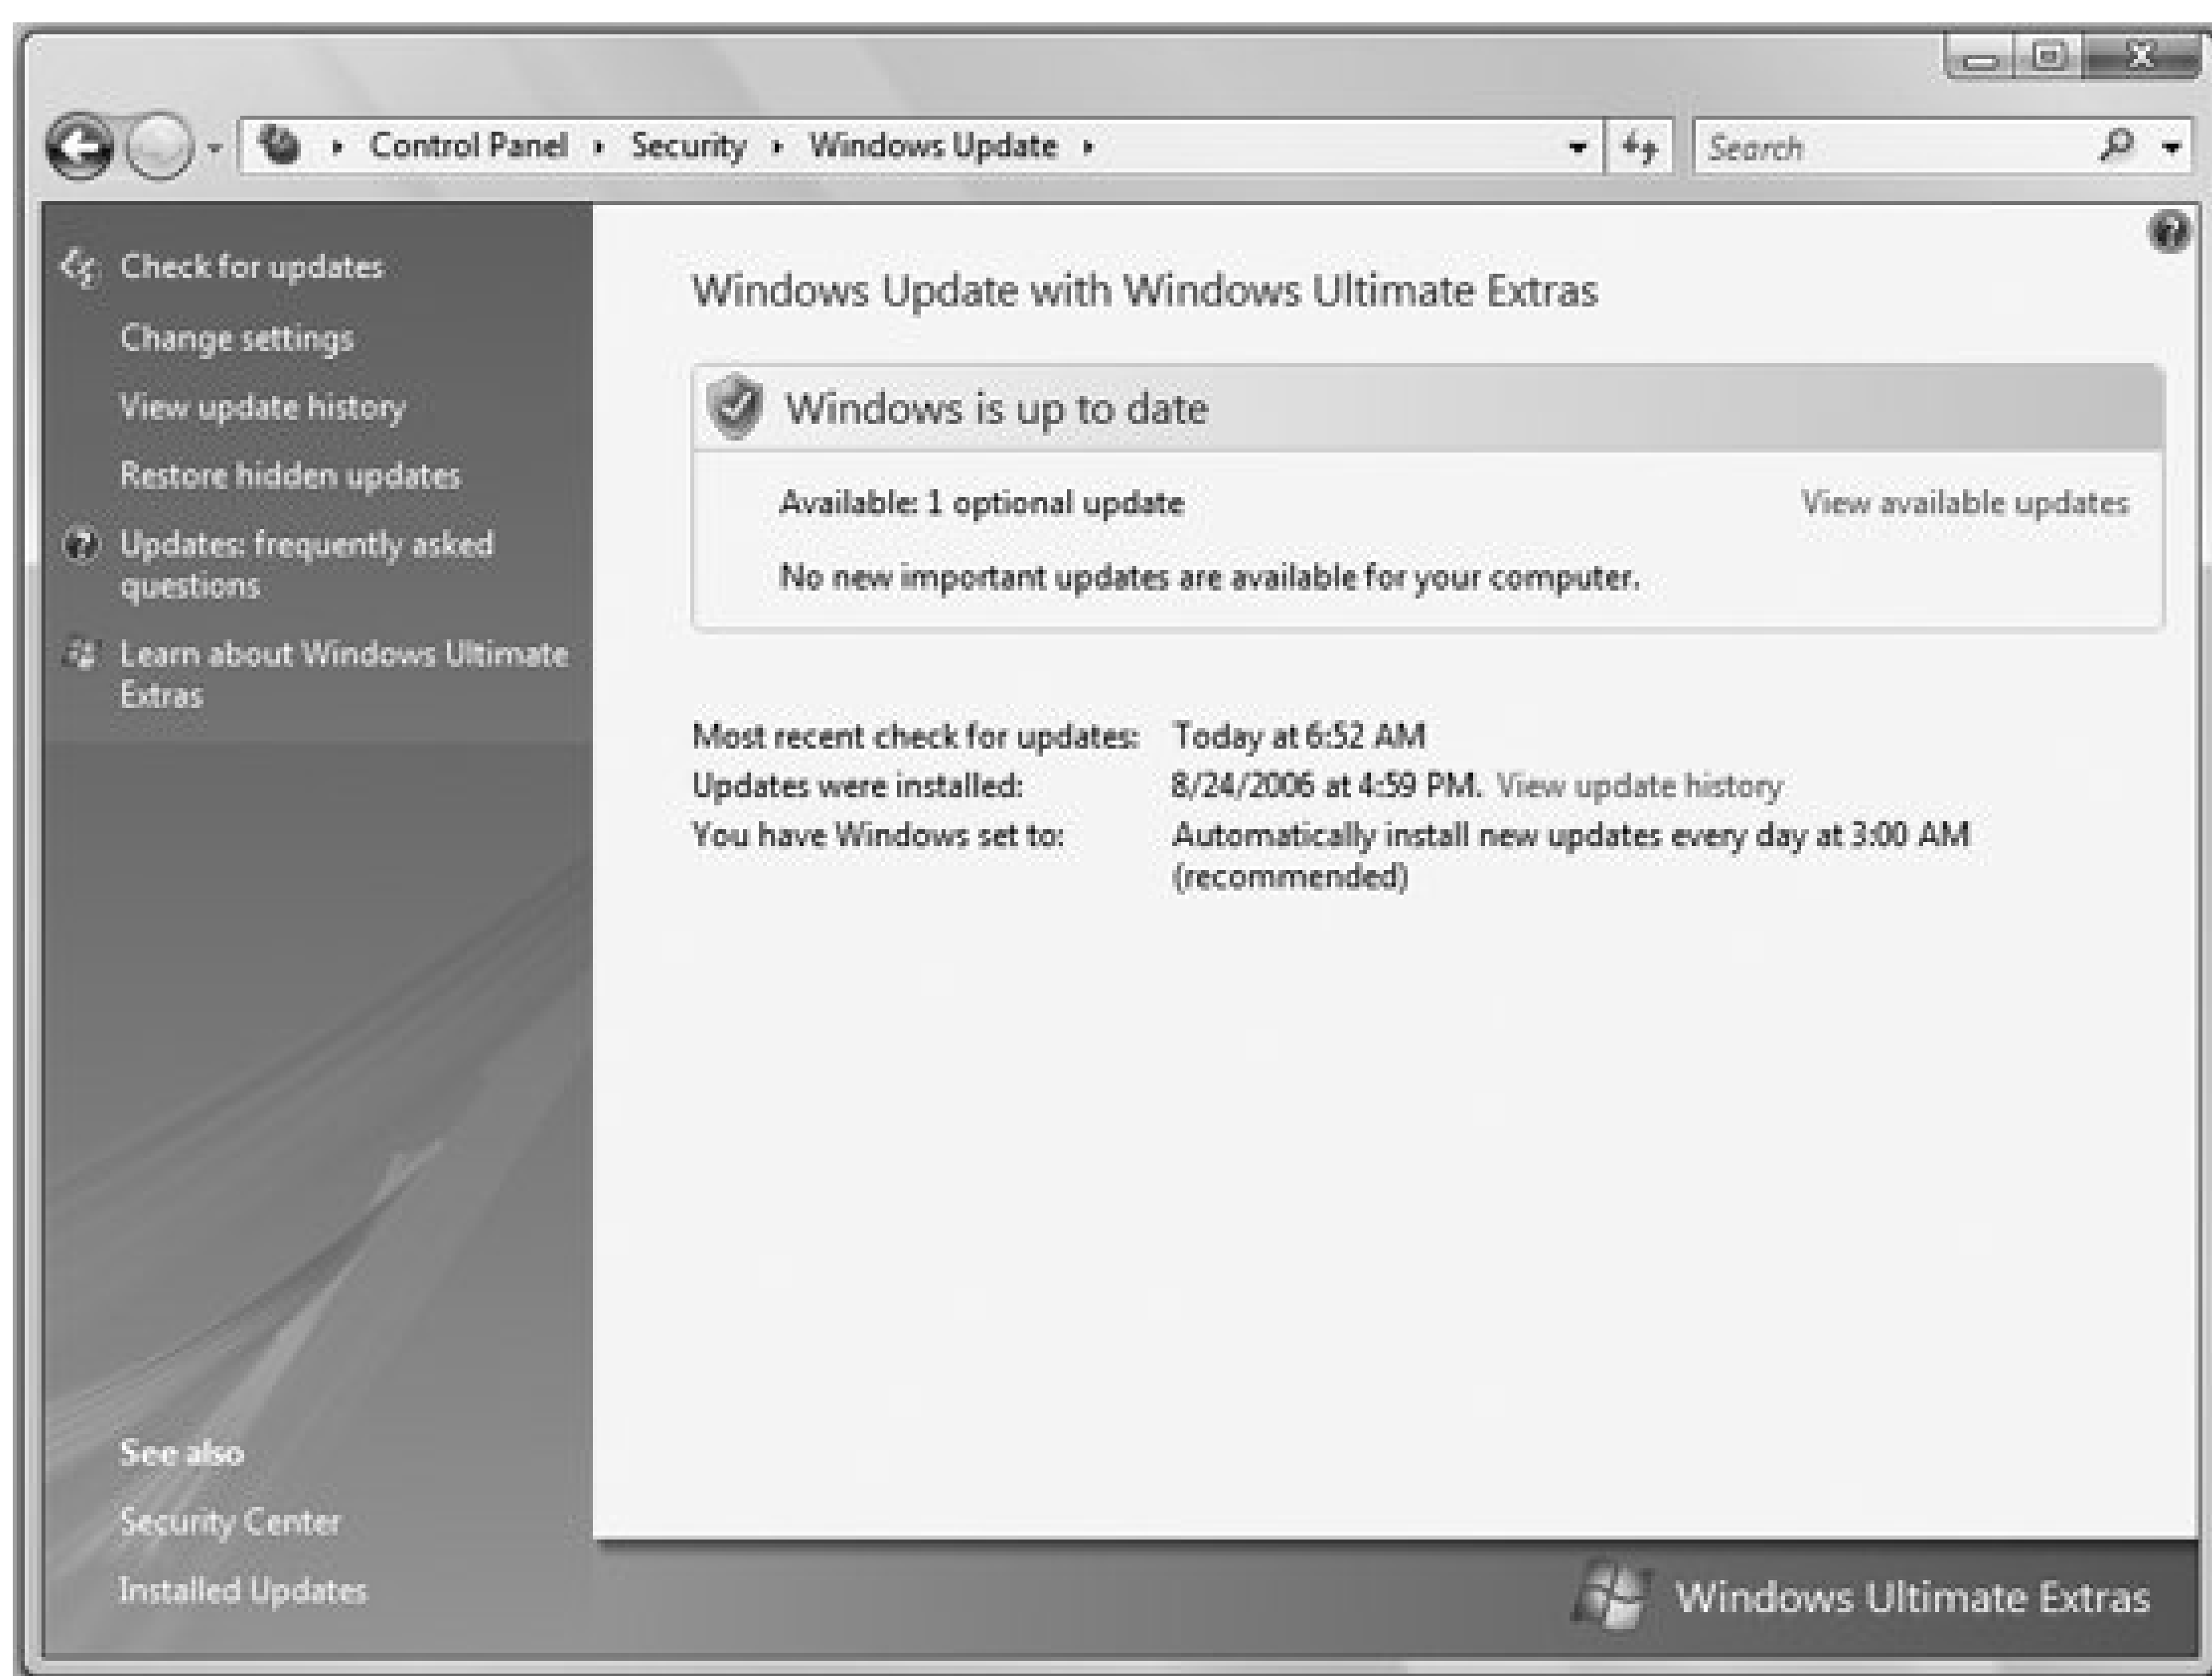 Control Panel Security Windows Update
Search
Check for updates
Change settings
View update history
Restore hidden updates
Updates: frequently asked
questions
Learn about Windows Ultimate
Extras
See also
Security Center
Installed Updates
Windows Update with Windows Ultimate Extras
Windows is up to date
Available: 1 optional update View available updates
No new important updates are available for your computer.
Most recent check for updates: Today at 6:52 AM
Updates were installed: 8/24/2006 at 4:59 PM. View update history
You have Windows set to: Automatically install new updates every day at 3:00 AM
(recommended)
Windows Ultimate Extras